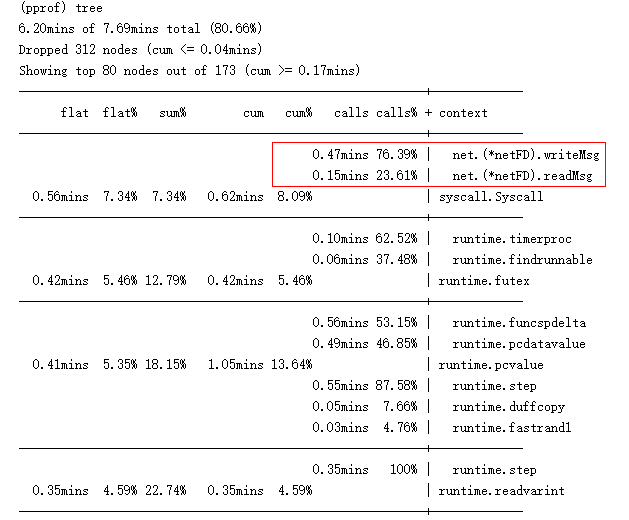 (pprof) tree
6.20mins of 7.69mins total (80.66%)
Dropped 312 nodes (cum <= 0.04mins)
Showing top 80 nodes out of 173 (cum >= 0.17mins)
flat flat% sum% cum cum% calls calls% + context
0.47mins 76.39% | net.(*netFD).writeMsg
0.15mins 23.61% | net.(*netFD).readMsg
0.56mins 7.34% 7.34% 0.62mins 8.09% | syscall.Syscall
0.10mins 62.52% | runtime.timerproc
0.06mins 37.48% | runtime.findrunnable
0.42mins 5.46% 12.79% 0.42mins 5.46% | runtime.futex
0.56mins 53.15% | runtime.funcspdelta
0.49mins 46.85% | runtime.pcdatavalue
0.41mins 5.35% 18.15% 1.05mins 13.64% | runtime.pcvalue
0.55mins 87.58% | runtime.step
0.05mins 7.66% | runtime.duffcopy
0.03mins 4.76% | runtime.fastrand1
0.35mins 100% | runtime.step
0.35mins 4.59% 22.74% 0.35mins 4.59% | runtime.readvarint